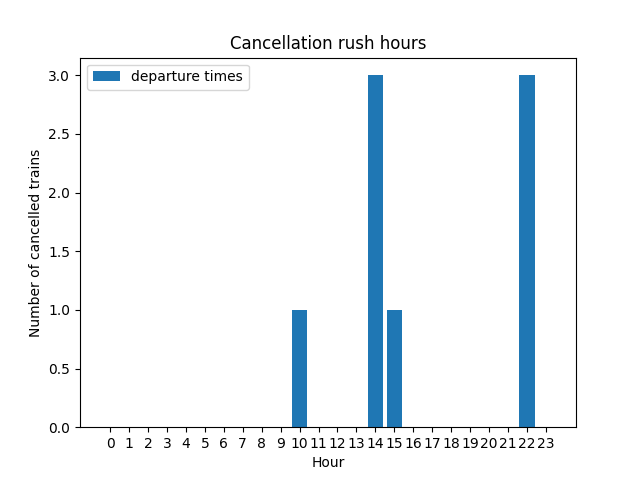 Cancellation rush hours
departure times
Number of cancelled trains
3.0
2.5
2.0
1.5
1.0
0.5
0.0
0 1 2 3 4 5 6 7 8 9 10 11 12 13 14 15 16 17 18 19 20 21 22 23
Hour